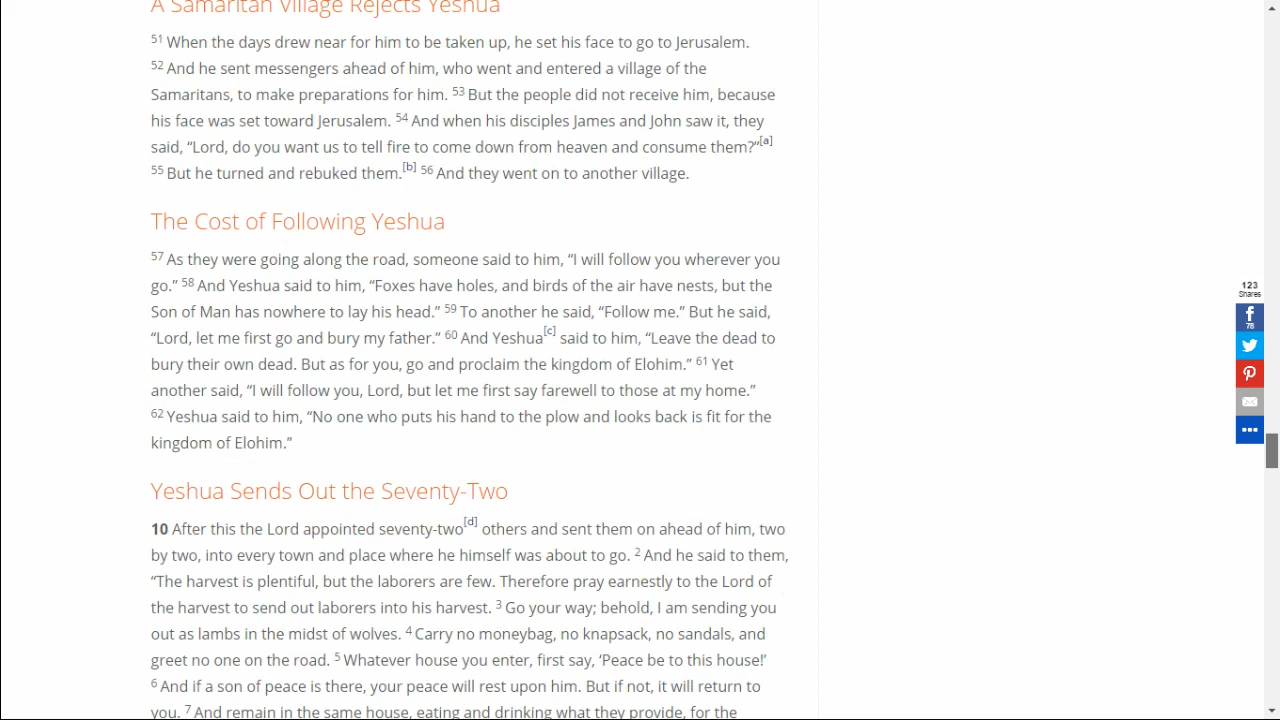 A Samaritan Village Rejects Yeshua
51 When the days drew near for him to be taken up, he set his face to go to Jerusalem.
52 And he sent messengers ahead of him, who went and entered a village of the
Samaritans, to make preparations for him. 53 But the people did not receive him, because
his face was set toward Jerusalem. 54 And when his disciples James and John saw it, they
said, “Lord, do you want us to tell fire to come down from heaven and consume them?”[a]
55 But he turned and rebuked them.[b] 56 And they went on to another village.
The Cost of Following Yeshua
57 As they were going along the road, someone said to him, “I will follow you wherever you
go.” 58 And Yeshua said to him, “Foxes have holes, and birds of the air have nests, but the
Son of Man has nowhere to lay his head.” 59 To another he said, “Follow me.” But he said,
“Lord, let me first go and bury my father.” 60 And Yeshua[c] said to him, “Leave the dead to
bury their own dead. But as for you, go and proclaim the kingdom of Elohim.” 61 Yet
another said, “I will follow you, Lord, but let me first say farewell to those at my home.”
62 Yeshua said to him, “No one who puts his hand to the plow and looks back is fit for the
kingdom of Elohim.”
Yeshua Sends Out the Seventy-Two
10 After this the Lord appointed seventy-two[d] others and sent them on ahead of him, two
by two, into every town and place where he himself was about to go. 2 And he said to them,
“The harvest is plentiful, but the laborers are few. Therefore pray earnestly to the Lord of
the harvest to send out laborers into his harvest. 3 Go your way; behold, I am sending you
out as lambs in the midst of wolves. 4 Carry no moneybag, no knapsack, no sandals, and
greet no one on the road. 5 Whatever house you enter, first say, ‘Peace be to this house!’
6 And if a son of peace is there, your peace will rest upon him. But if not, it will return to
you. 7 And remain in the same house, eating and drinking what they provide, for the
123
Shares
78